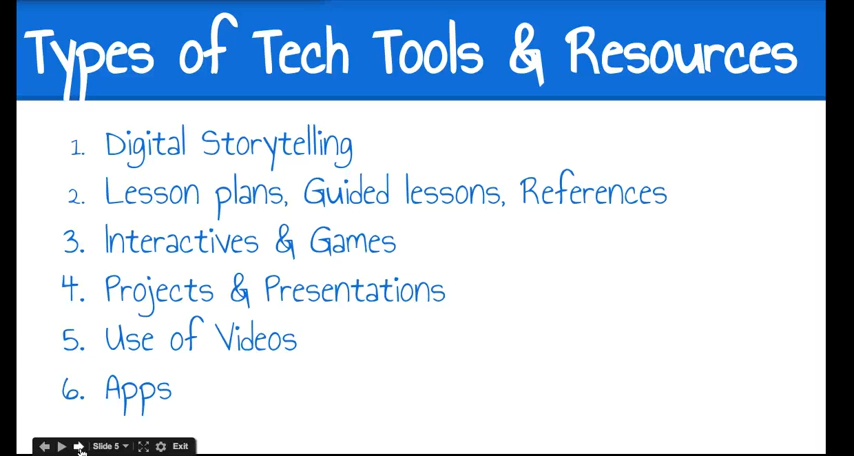 Types of Tech Tools & Resources
1. Digital Storytelling
2. Lesson plans, Guided lessons, References
3. Interactives & Games
4. Projects & Presentations
5. Use of Videos
6. Apps
Slide 5 Exit